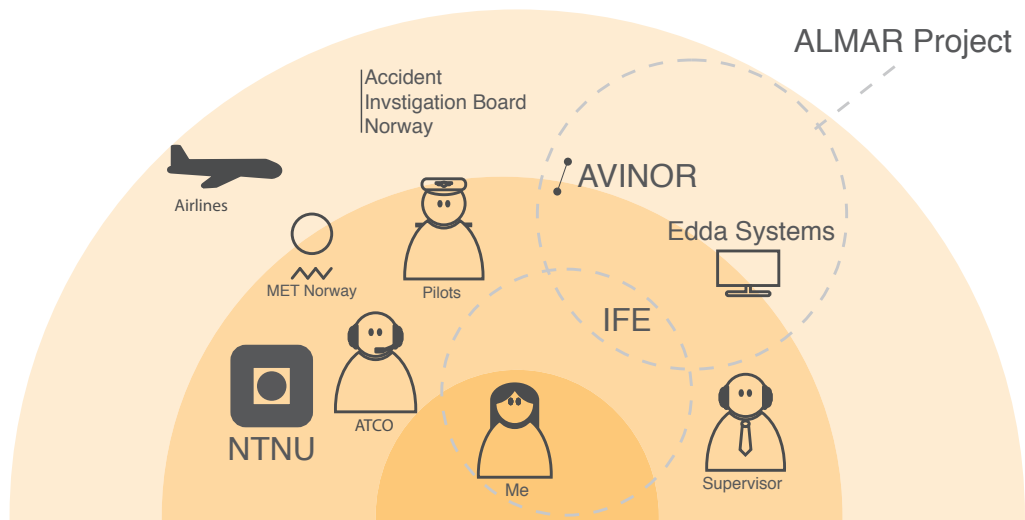 ALMAR Project
Accident
Invstigation Board
Norway
AVINOR
Airlines
Edda Systems
MET Norway
Pilots
IFE
ATCO
NTNU
Me
Supervisor